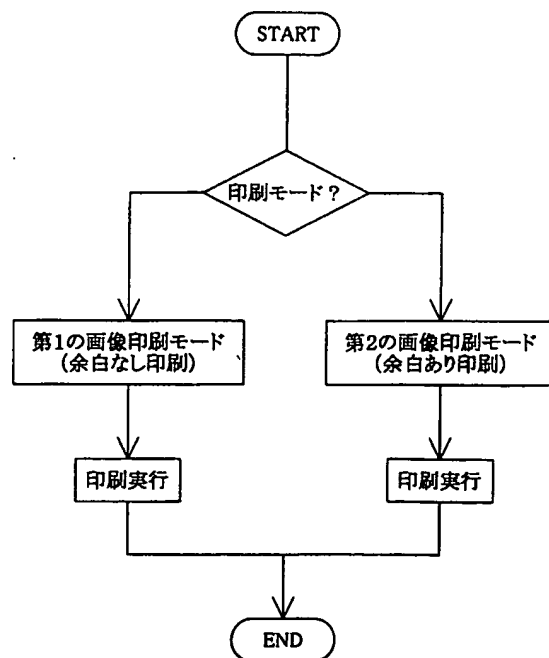 START
印刷モード?
第1の画像印刷モード
(余白なし印刷)
第2の画像印刷モード
(余白あり印刷)
印刷実行
印刷実行
END